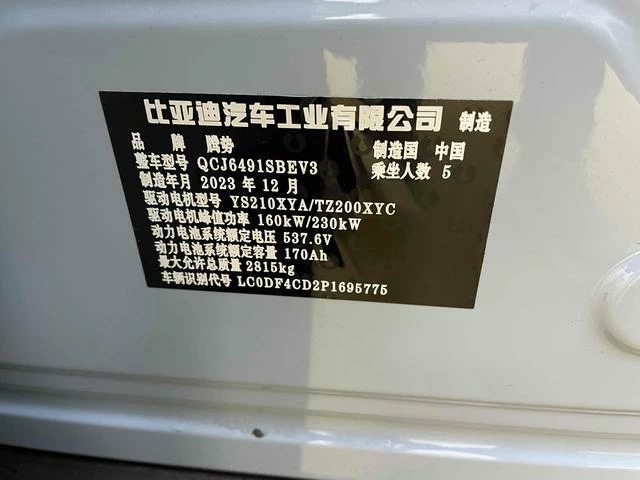 比亚迪汽车工业有限公司 制造
品 牌 腾势 制造国 中国
整车型号 QCJ6491SBEV3 乘坐人数 5
制造年月 2023 年 12 月
驱动电机型号 YS210XYA/TZ200XYC
驱动电机峰值功率 160kW/230kW
动力电池系统额定电压 537.6V
动力电池系统额定容量 170Ah
最大允许总质量 2815kg
车辆识别代号 LC0DF4CD2P1695775